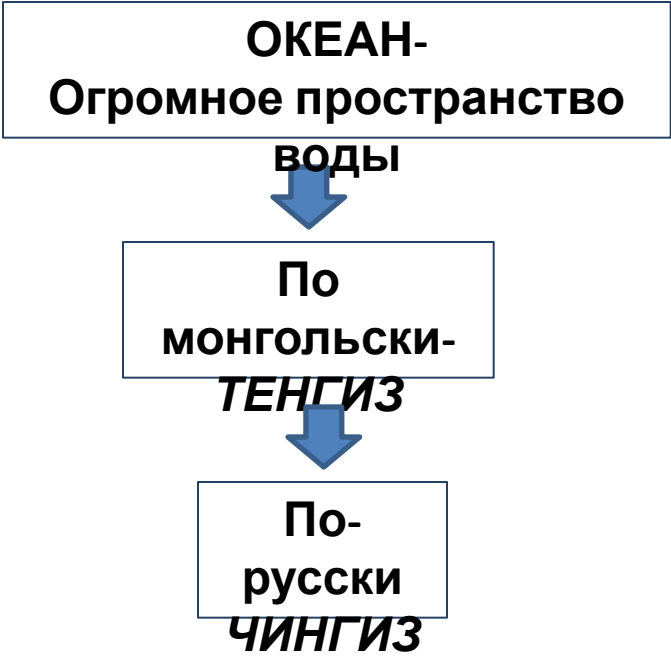 ОКЕАН-
Огромное пространство
воды
По
монгольски-
ТЕНГИЗ
По-
русски
ЧИНГИЗ